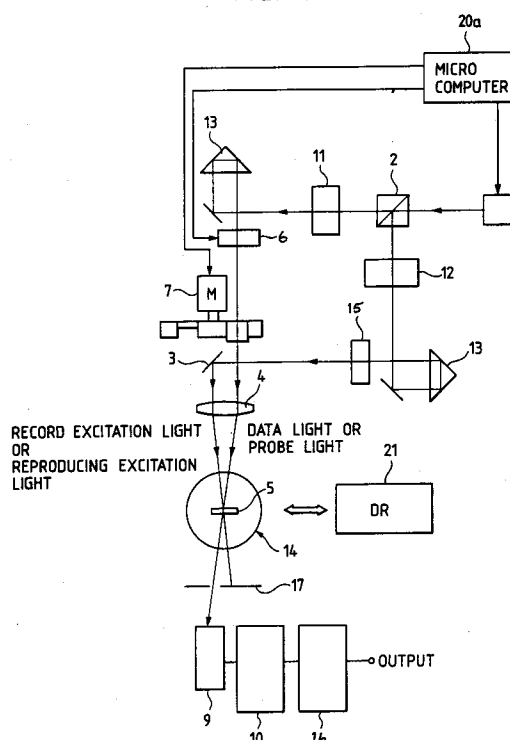 20a
MICRO
COMPUTER
13
11
2
6
12
7
M
15
13
3
4
RECORD EXCITATION LIGHT
OR
REPRODUCING EXCITATION
LIGHT
DATA LIGHT OR
PROBE LIGHT
21
5
DR
14
17
OUTPUT
9
10
16